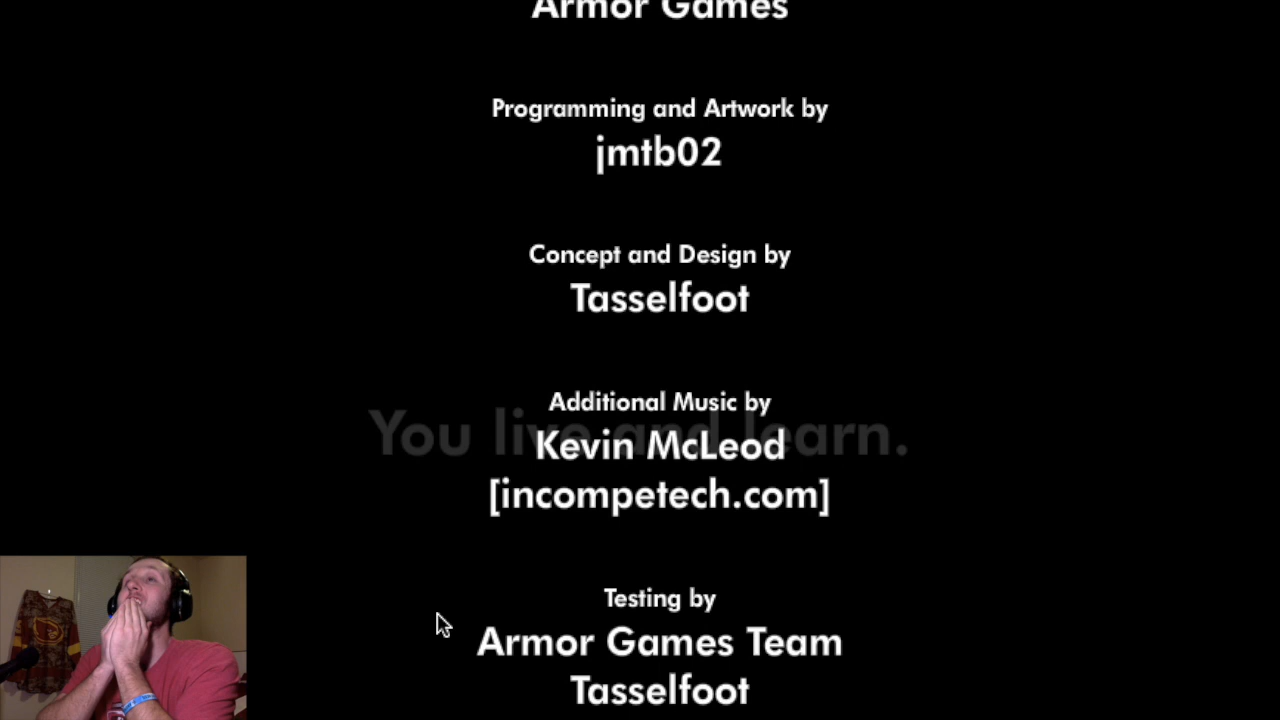 Armor Games
Programming and Artwork by
jmtb02
Concept and Design by
Tasselfoot
Additional Music by
You live and learn.
Kevin McLeod
[incompetech.com]
Testing by
Armor Games Team
Tasselfoot